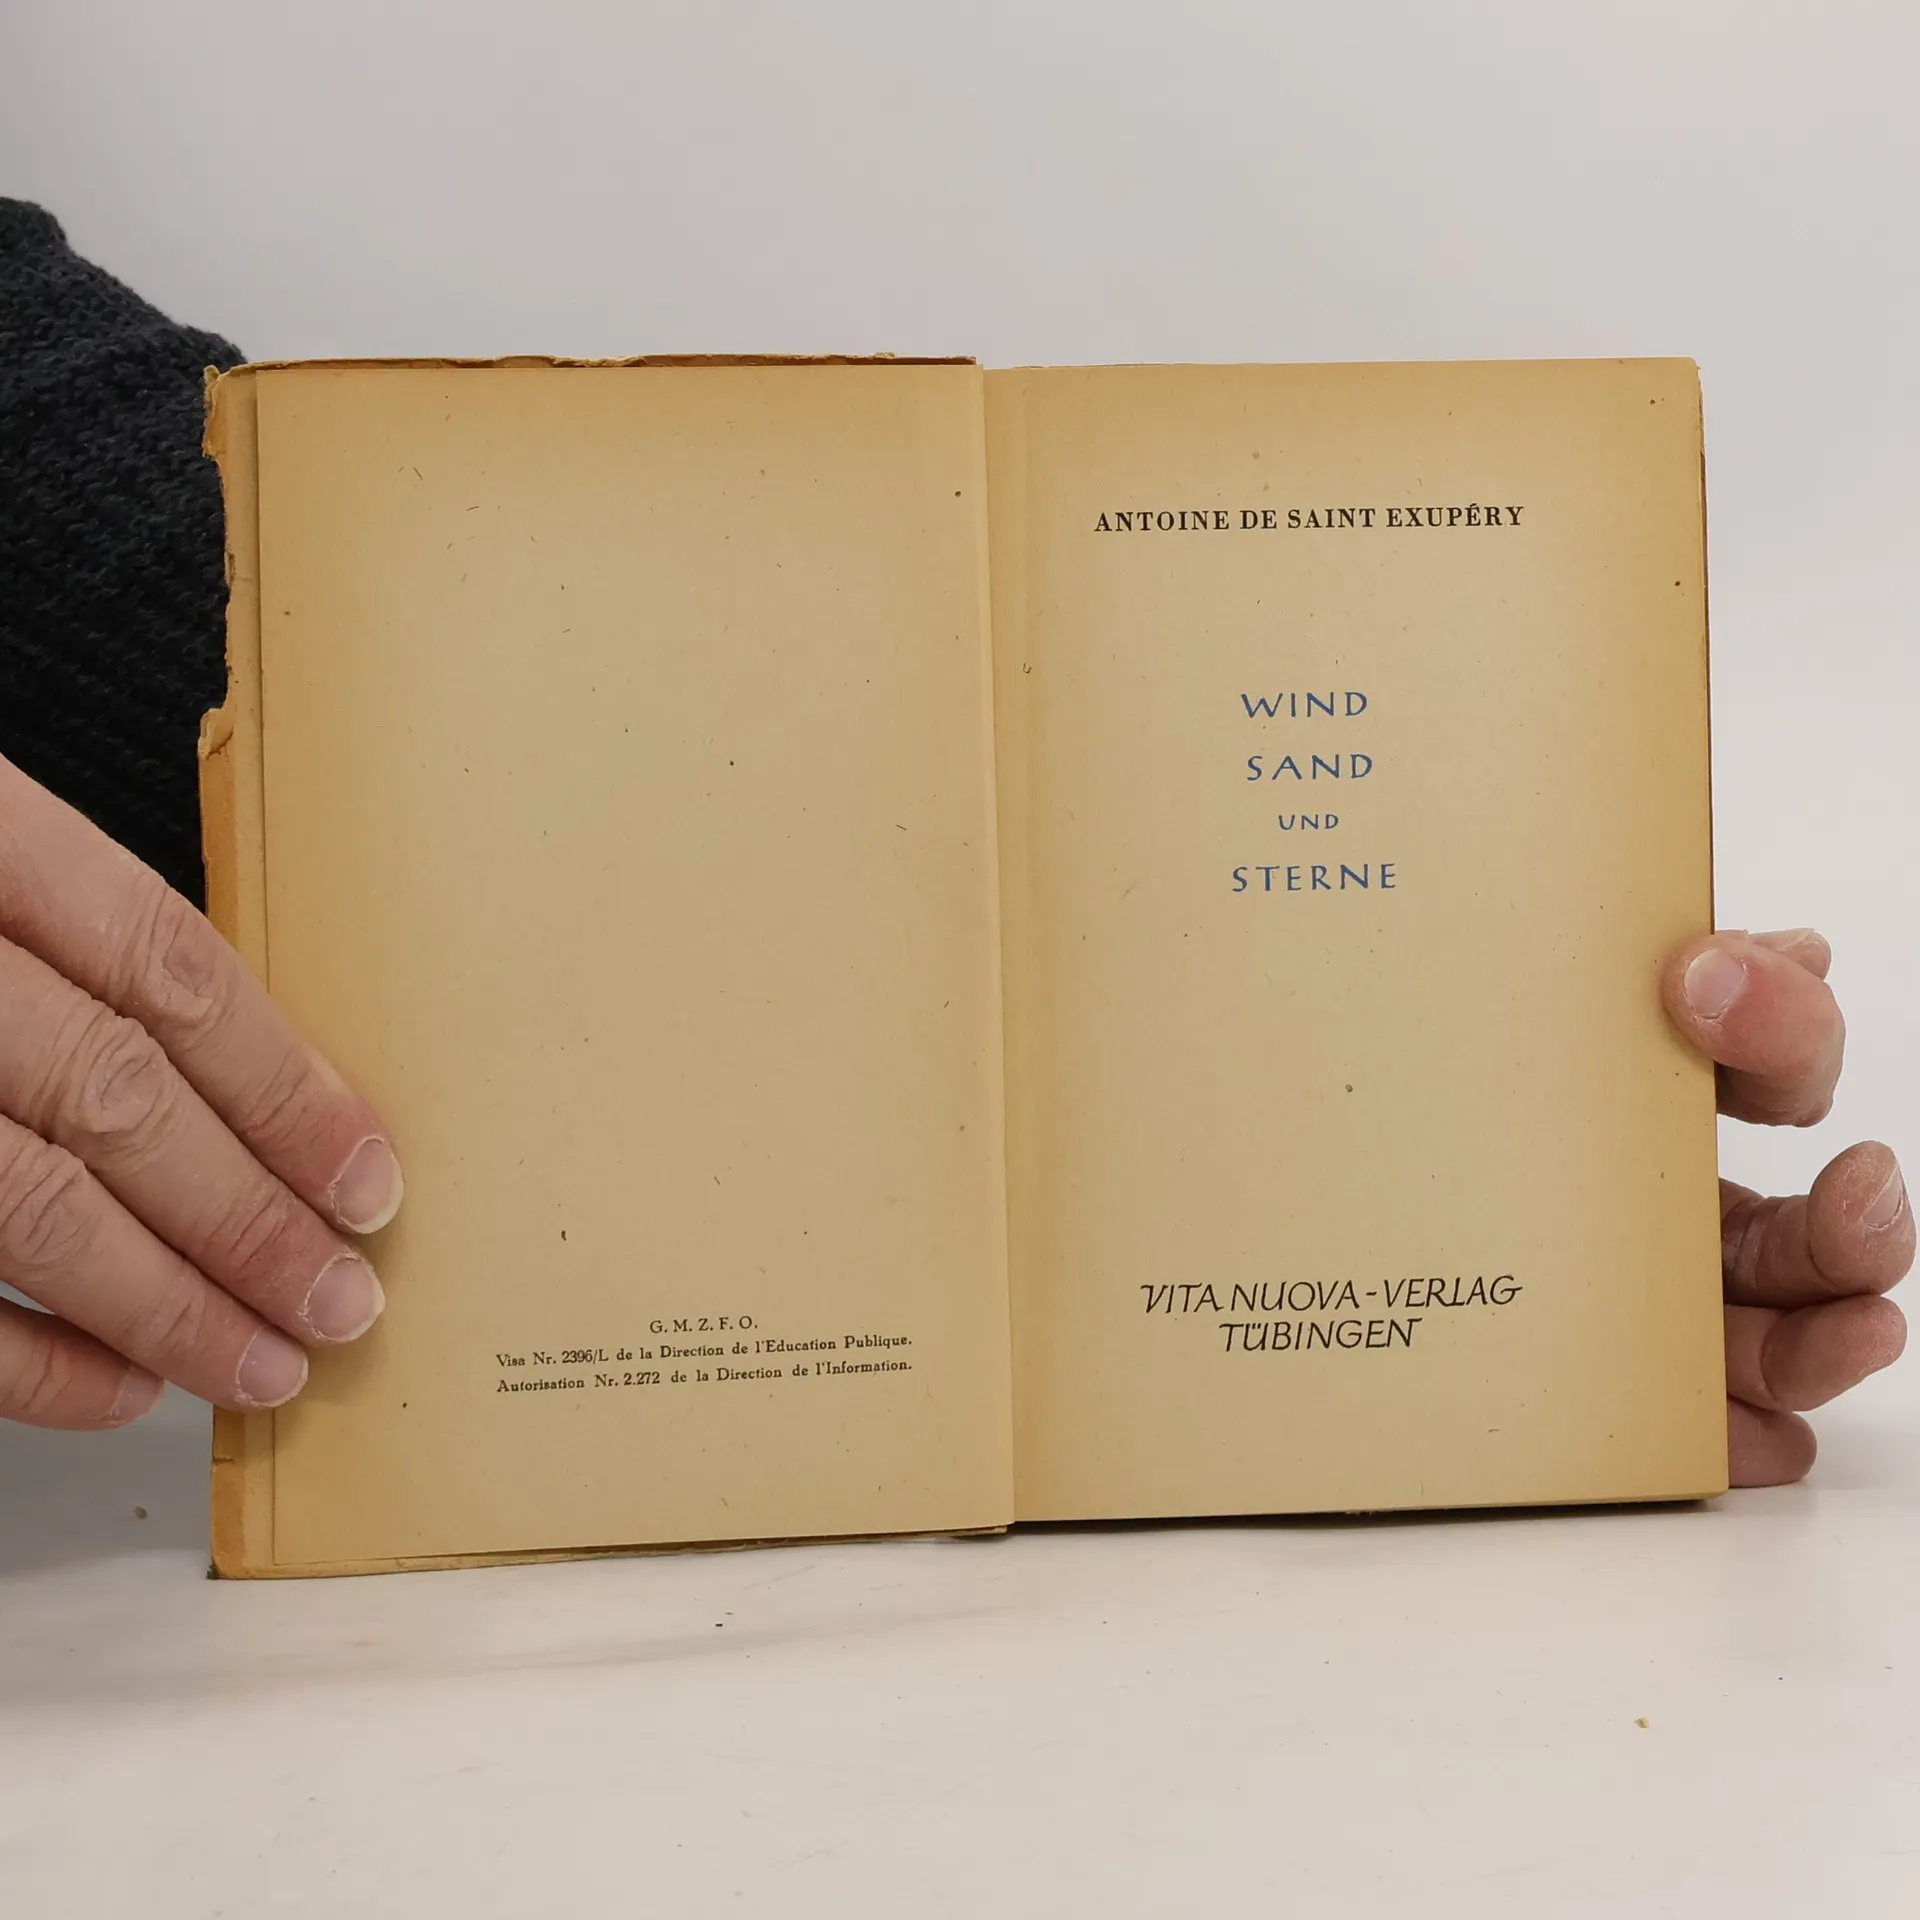 G. M. Z. F. O.
Visa Nr. 2396/L de la Direction de l'Education Publique.
Autorisation Nr. 2.272 de la Direction de l'Information.
ANTOINE DE SAINT EXUPÉRY
WIND
SAND
UND
STERNE
VITA NUOVA-VERLAG
TÜBINGEN